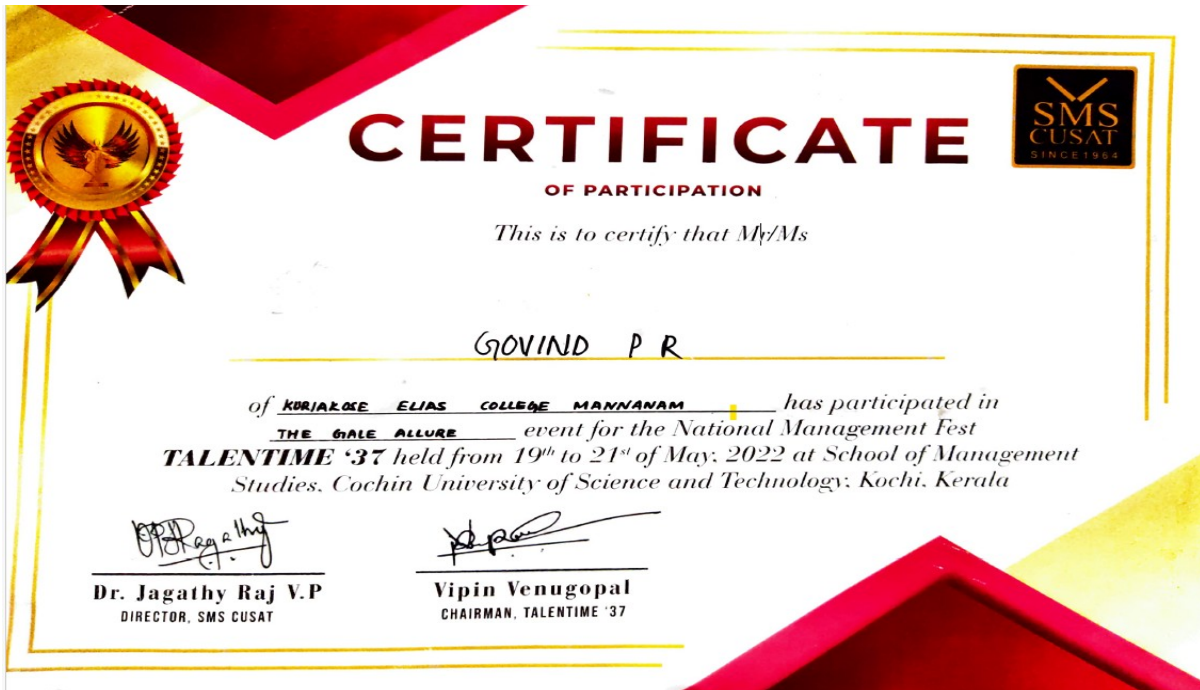 CERTIFICATE
SMS
CUSAT
SINCE 1964
OF PARTICIPATION
This is to certify that Mr/Ms
GOVIND P R
of KURIAKOSE ELIAS COLLEGE MANNANAM has participated in
THE GALE ALLURE event for the National Management Fest
TALENTIME ‘37 held from 19th to 21st of May, 2022 at School of Management
Studies, Cochin University of Science and Technology, Kochi, Kerala
Dr. Jagathy Raj V.P
DIRECTOR, SMS CUSAT
Vipin Venugopal
CHAIRMAN, TALENTIME '37